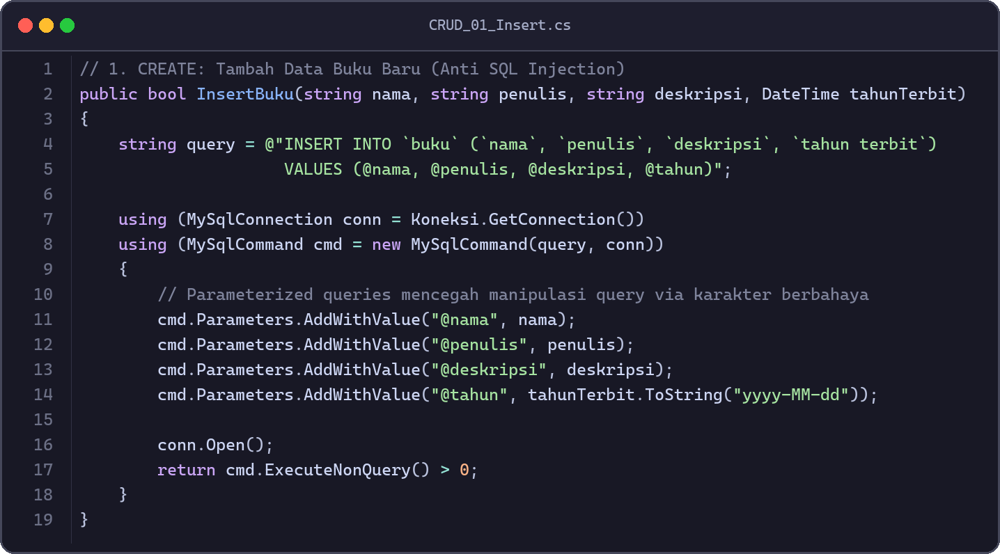 CRUD_01_Insert.cs
1 // 1. CREATE: Tambah Data Buku Baru (Anti SQL Injection)
2 public bool InsertBuku(string nama, string penulis, string deskripsi, DateTime tahunTerbit)
3 {
4     string query = @"INSERT INTO `buku` (`nama`, `penulis`, `deskripsi`, `tahun terbit`)
5                      VALUES (@nama, @penulis, @deskripsi, @tahun)";
6
7     using (MySqlConnection conn = Koneksi.GetConnection())
8     using (MySqlCommand cmd = new MySqlCommand(query, conn))
9     {
10         // Parameterized queries mencegah manipulasi query via karakter berbahaya
11         cmd.Parameters.AddWithValue("@nama", nama);
12         cmd.Parameters.AddWithValue("@penulis", penulis);
13         cmd.Parameters.AddWithValue("@deskripsi", deskripsi);
14         cmd.Parameters.AddWithValue("@tahun", tahunTerbit.ToString("yyyy-MM-dd"));
15
16         conn.Open();
17         return cmd.ExecuteNonQuery() > 0;
18     }
19 }